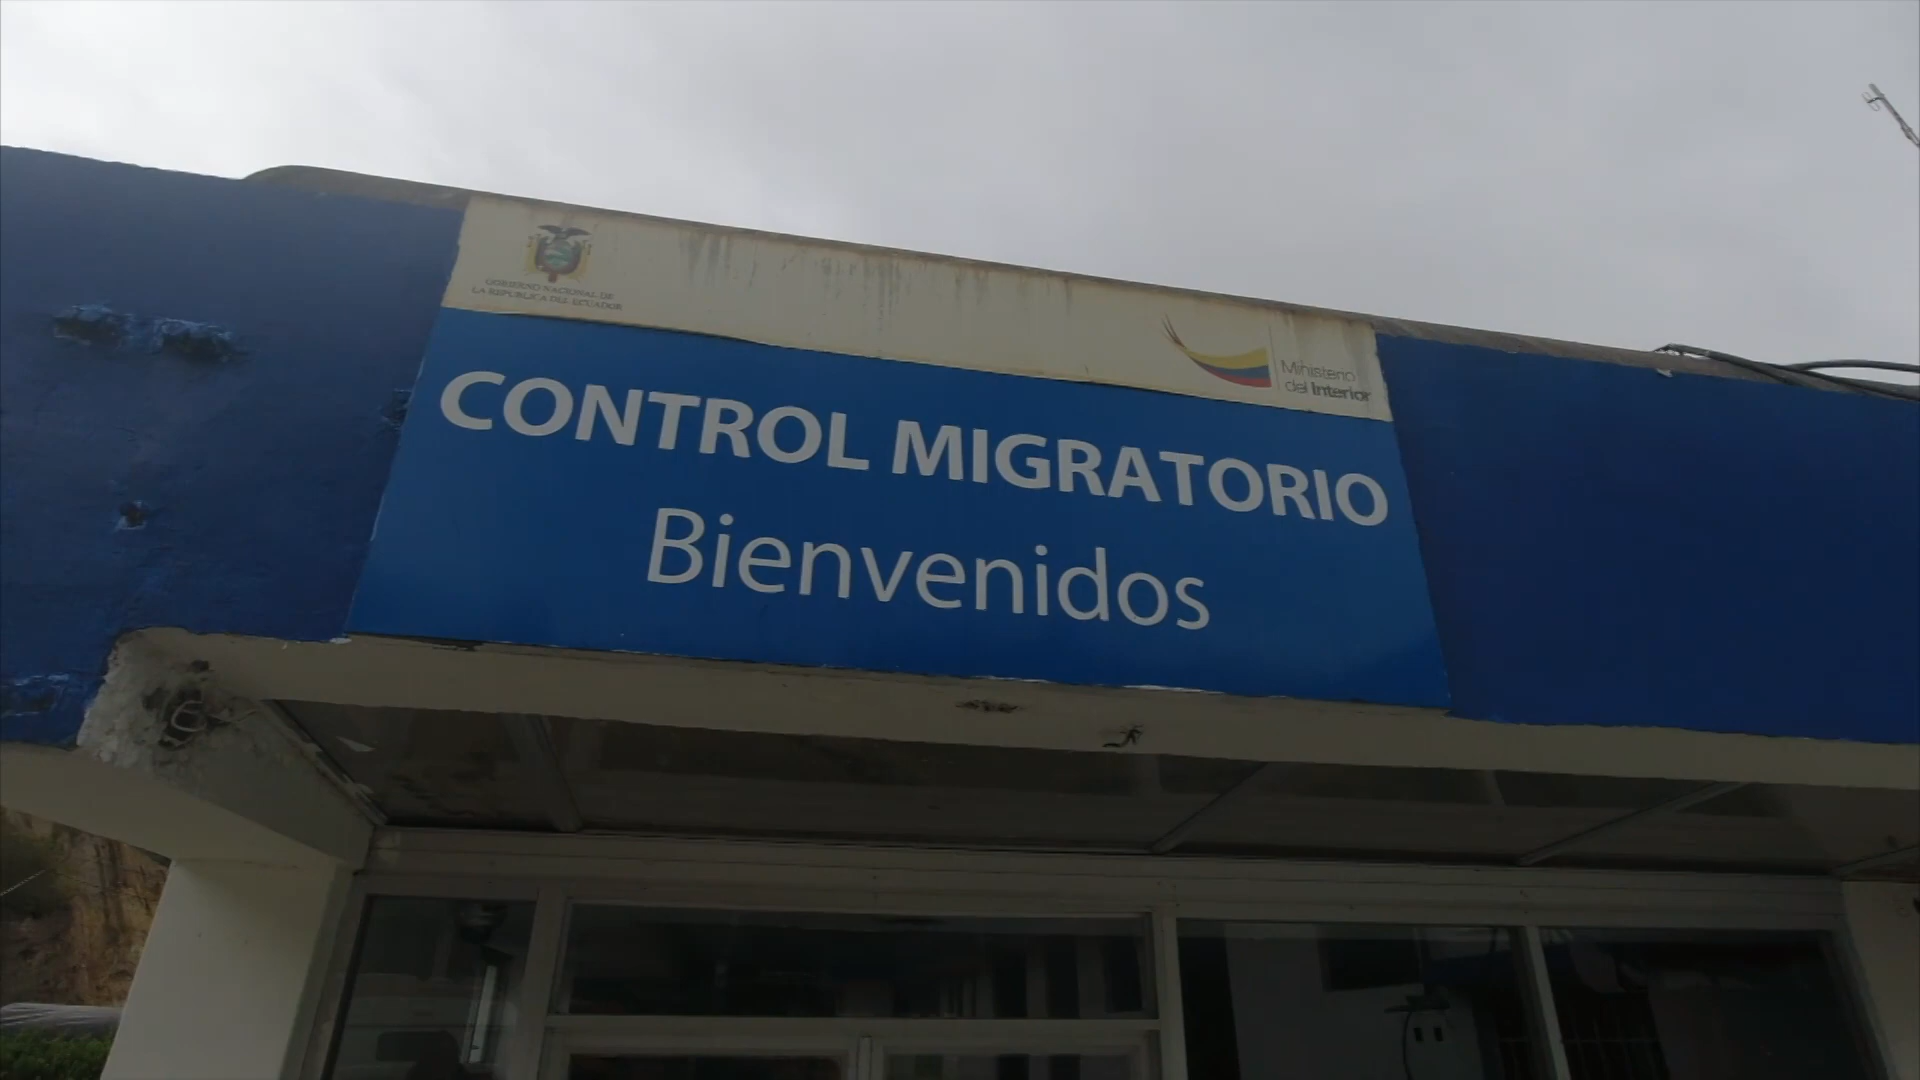 GOBIERNO NACIONAL DE
LA REPÚBLICA DEL ECUADOR
Ministerio
del Interior
CONTROL MIGRATORIO
Bienvenidos